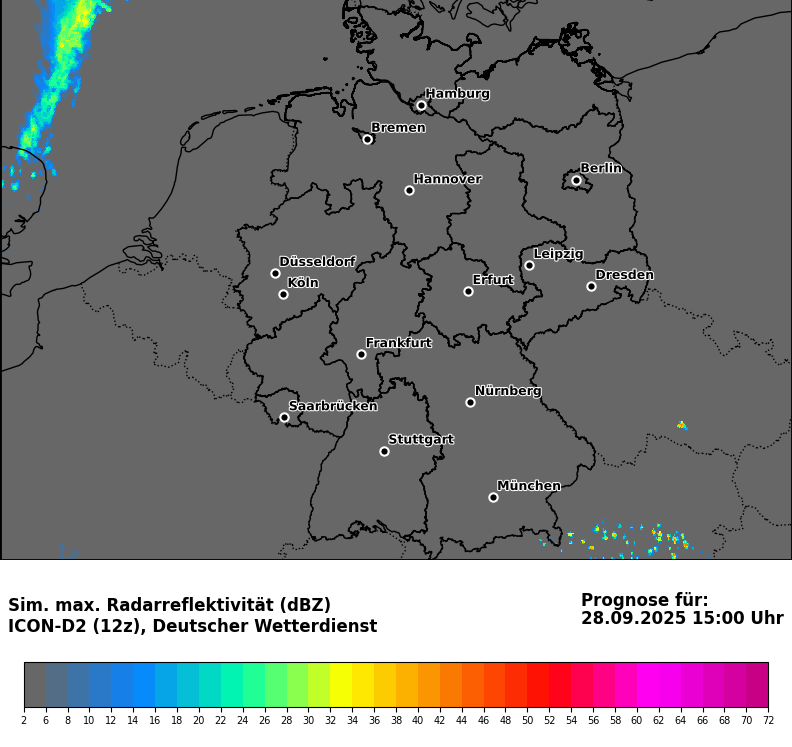 Hamburg
Bremen
Berlin
Hannover
Leipzig
Düsseldorf
Dresden
Köln
Erfurt
Frankfurt
Nürnberg
Saarbrücken
Stuttgart
München
Sim. max. Radarreflektivität (dBZ)
ICON-D2 (12z), Deutscher Wetterdienst
Prognose für:
28.09.2025 15:00 Uhr
2 6 8 10 12 14 16 18 20 22 24 26 28 30 32 34 36 38 40 42 44 46 48 50 52 54 56 58 60 62 64 66 68 70 72